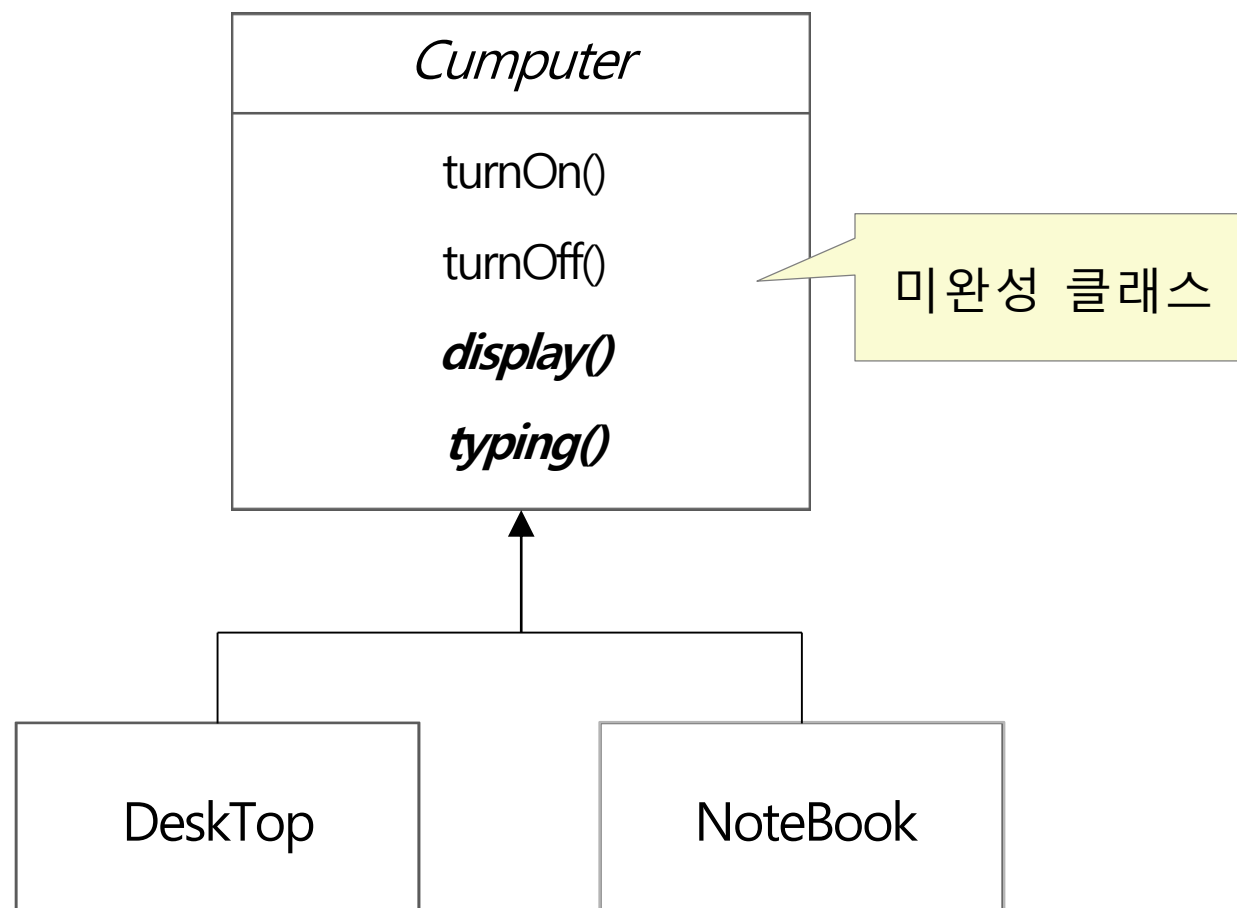 Cumputer
turnOn()
turnOff()
display()
typing()
미완성 클래스
DeskTop
NoteBook